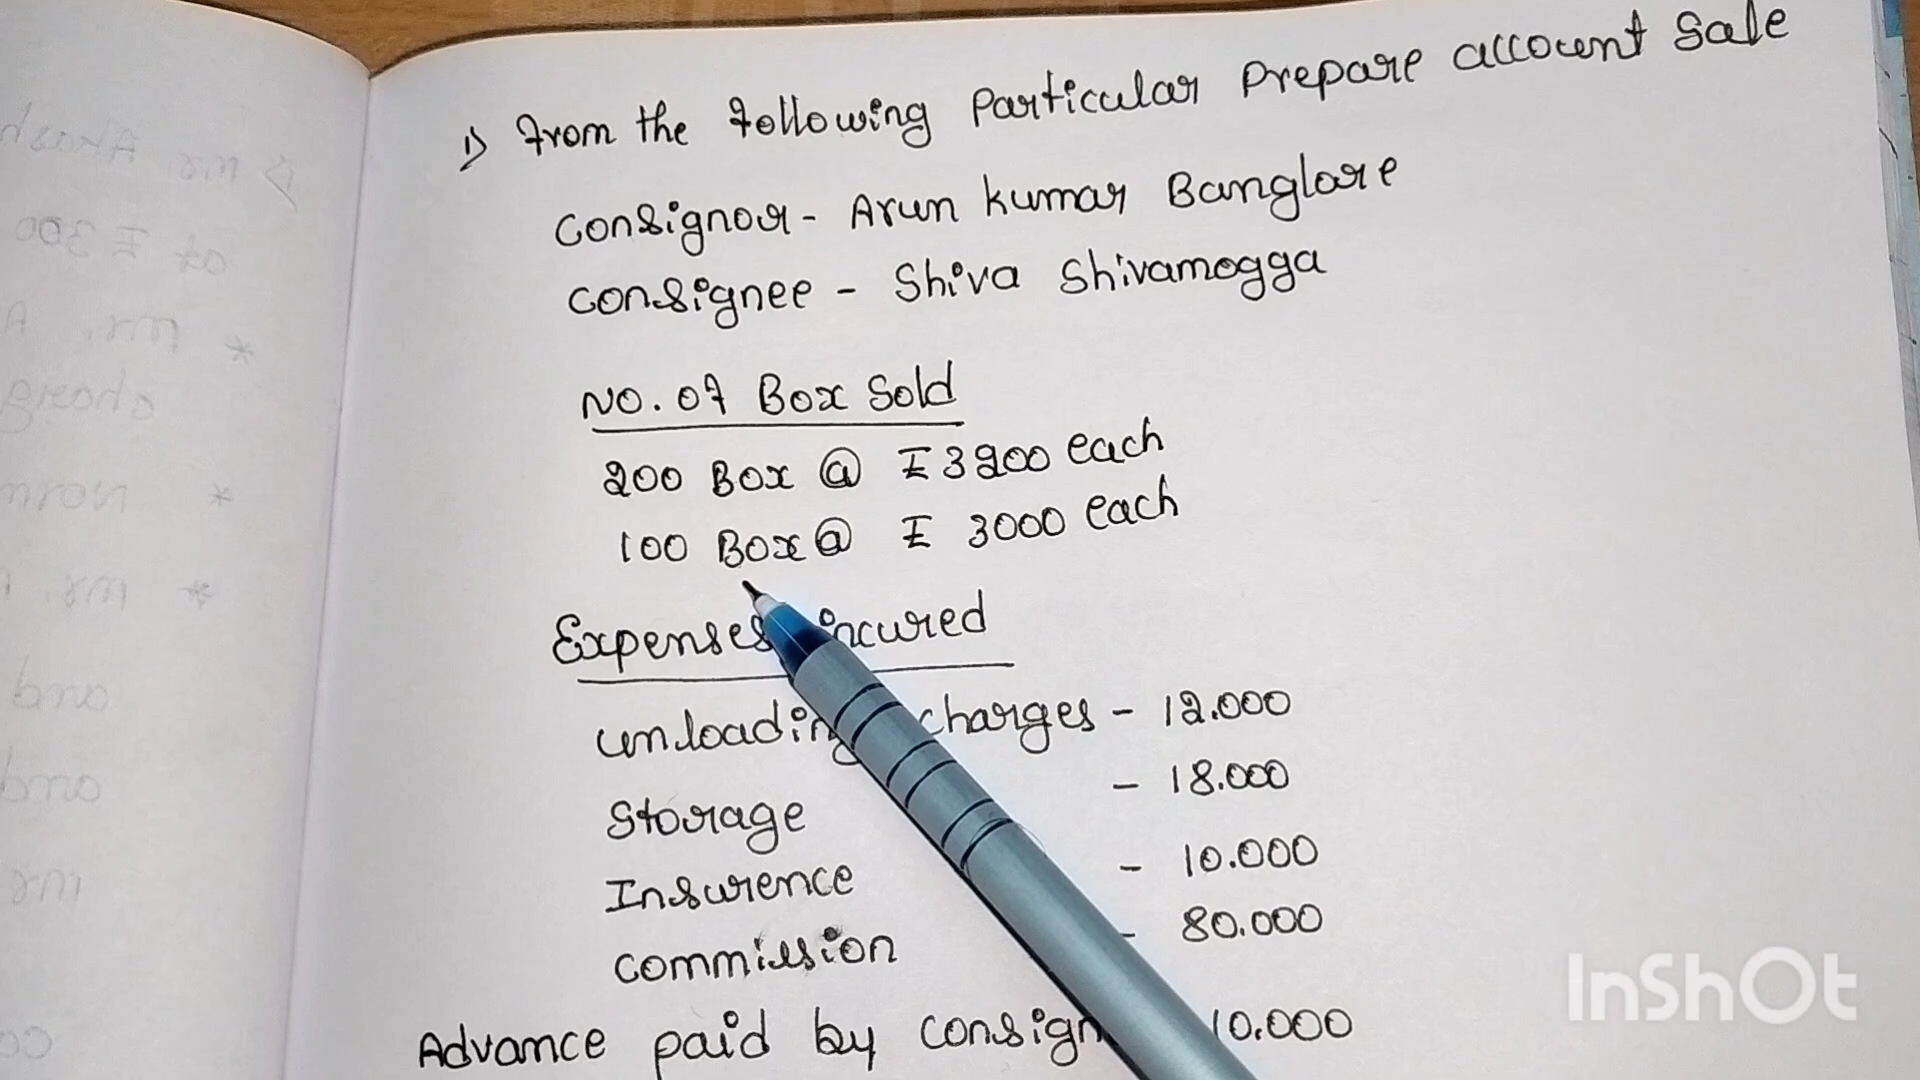 1) From the following Particular Prepare account Sale
Consignor - Arun kumar Banglore
Consignee - Shiva Shivamogga
NO. of Box Sold
200 Box @ ₹ 3200 each
100 Box @ ₹ 3000 each
Expenses incured
unloading charges - 12.000
Storage - 18.000
Insurence - 10.000
commission - 80.000
Advance paid by 10.000
InShOt